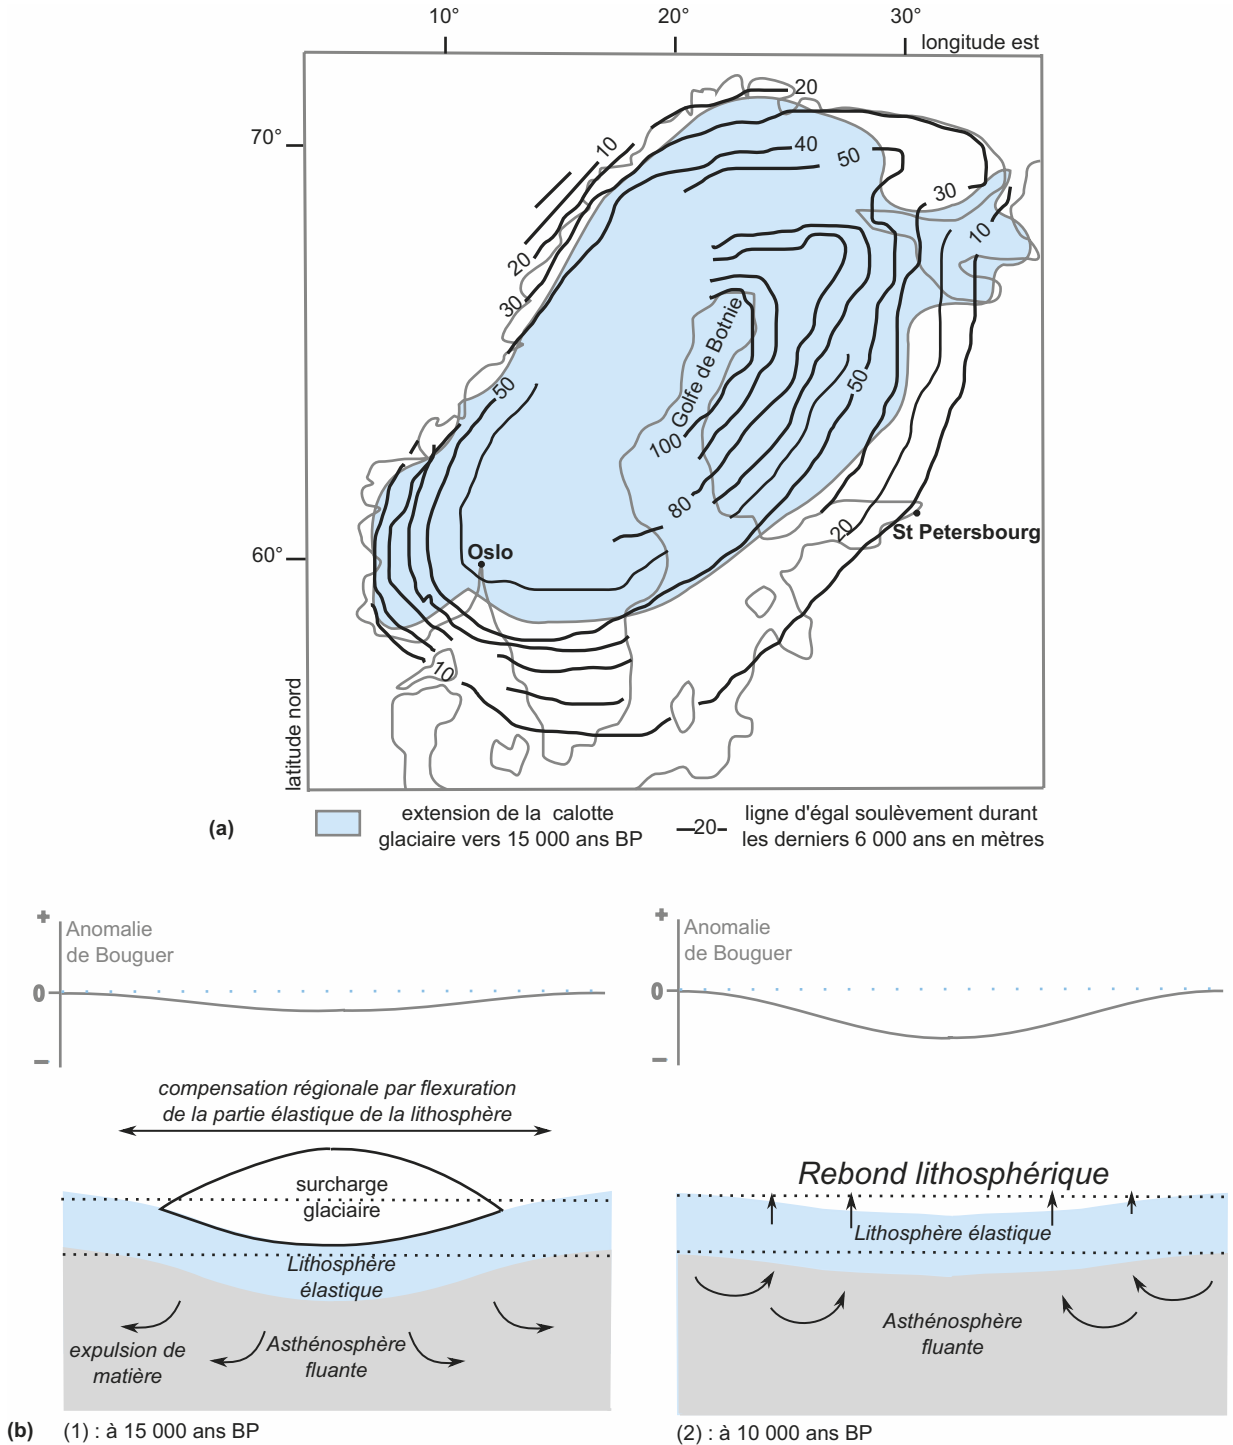 10°
20°
30°
longitude est
70°
60°
latitude nord
20
10
40
50
30
10
20
30
50
Golfe de Botnie
100
50
80
20
St Petersbourg
Oslo
10
(a)
extension de la calotte
glaciaire vers 15 000 ans BP
20
ligne d'égal soulèvement durant
les derniers 6 000 ans en mètres
+
Anomalie
de Bouguer
0
–
compensation régionale par flexuration
de la partie élastique de la lithosphère
surcharge
glaciaire
Lithosphère
élastique
expulsion de
matière
Asthénosphère
fluante
(b)
(1) : à 15 000 ans BP
+
Anomalie
de Bouguer
0
–
Rebond lithosphérique
Lithosphère élastique
Asthénosphère
fluante
(2) : à 10 000 ans BP